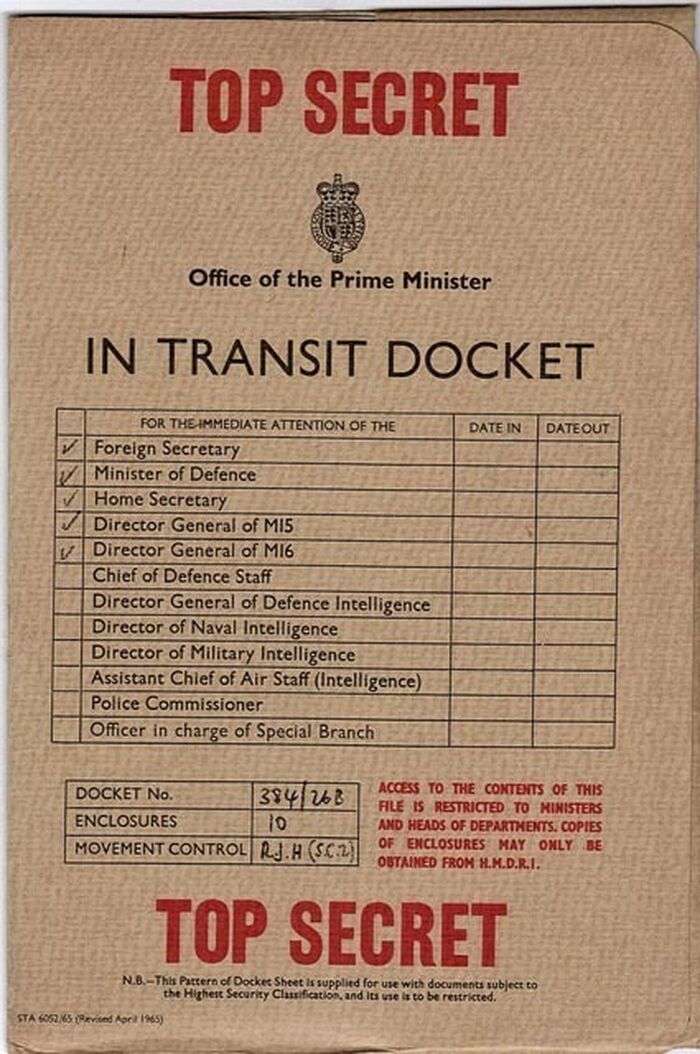 TOP SECRET
Office of the Prime Minister
IN TRANSIT DOCKET
FOR THE IMMEDIATE ATTENTION OF THE DATE IN DATE OUT
✓ Foreign Secretary
✓ Minister of Defence
✓ Home Secretary
✓ Director General of MI5
✓ Director General of MI6
Chief of Defence Staff
Director General of Defence Intelligence
Director of Naval Intelligence
Director of Military Intelligence
Assistant Chief of Air Staff (Intelligence)
Police Commissioner
Officer in charge of Special Branch
DOCKET No. 384/26B
ENCLOSURES 10
MOVEMENT CONTROL R.J.H (S.C.2)
ACCESS TO THE CONTENTS OF THIS
FILE IS RESTRICTED TO MINISTERS
AND HEADS OF DEPARTMENTS. COPIES
OF ENCLOSURES MAY ONLY BE
OBTAINED FROM H.M.D.R.I.
TOP SECRET
N.B.—This Pattern of Docket Sheet is supplied for use with documents subject to
the Highest Security Classification, and its use is to be restricted.
STA 6052/65 (Revised April 1965)